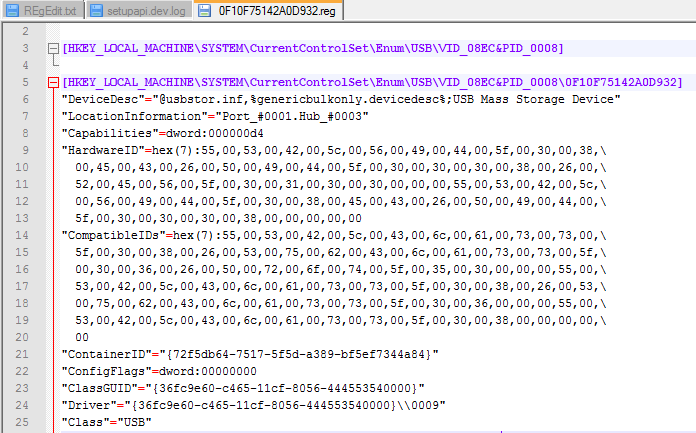 REgEdit.txt setupapi.dev.log 0F10F75142A0D932.reg
2
3 [HKEY_LOCAL_MACHINE\SYSTEM\CurrentControlSet\Enum\USB\VID_08EC&PID_0008]
4
5 [HKEY_LOCAL_MACHINE\SYSTEM\CurrentControlSet\Enum\USB\VID_08EC&PID_0008\0F10F75142A0D932]
6 "DeviceDesc"="@usbstor.inf,%genericbulkonly.devicedesc%;USB Mass Storage Device"
7 "LocationInformation"="Port_#0001.Hub_#0003"
8 "Capabilities"=dword:000000d4
9 "HardwareID"=hex(7):55,00,53,00,42,00,5c,00,56,00,49,00,44,00,5f,00,30,00,38,\
10 00,45,00,43,00,26,00,50,00,49,00,44,00,5f,00,30,00,30,00,30,00,38,00,26,00,\
11 52,00,45,00,56,00,5f,00,30,00,31,00,30,00,30,00,00,00,55,00,53,00,42,00,5c,\
12 00,56,00,49,00,44,00,5f,00,30,00,38,00,45,00,43,00,26,00,50,00,49,00,44,00,\
13 5f,00,30,00,30,00,30,00,38,00,00,00,00,00
14 "CompatibleIDs"=hex(7):55,00,53,00,42,00,5c,00,43,00,6c,00,61,00,73,00,73,00,\
15 5f,00,30,00,38,00,26,00,53,00,75,00,62,00,43,00,6c,00,61,00,73,00,73,00,5f,\
16 00,30,00,36,00,26,00,50,00,72,00,6f,00,74,00,5f,00,35,00,30,00,00,00,55,00,\
17 53,00,42,00,5c,00,43,00,6c,00,61,00,73,00,73,00,5f,00,30,00,38,00,26,00,53,\
18 00,75,00,62,00,43,00,6c,00,61,00,73,00,73,00,5f,00,30,00,36,00,00,00,55,00,\
19 53,00,42,00,5c,00,43,00,6c,00,61,00,73,00,73,00,5f,00,30,00,38,00,00,00,00,\
20 00
21 "ContainerID"="{72f5db64-7517-5f5d-a389-bf5ef7344a84}"
22 "ConfigFlags"=dword:00000000
23 "ClassGUID"="{36fc9e60-c465-11cf-8056-444553540000}"
24 "Driver"="{36fc9e60-c465-11cf-8056-444553540000}\\0009"
25 "Class"="USB"